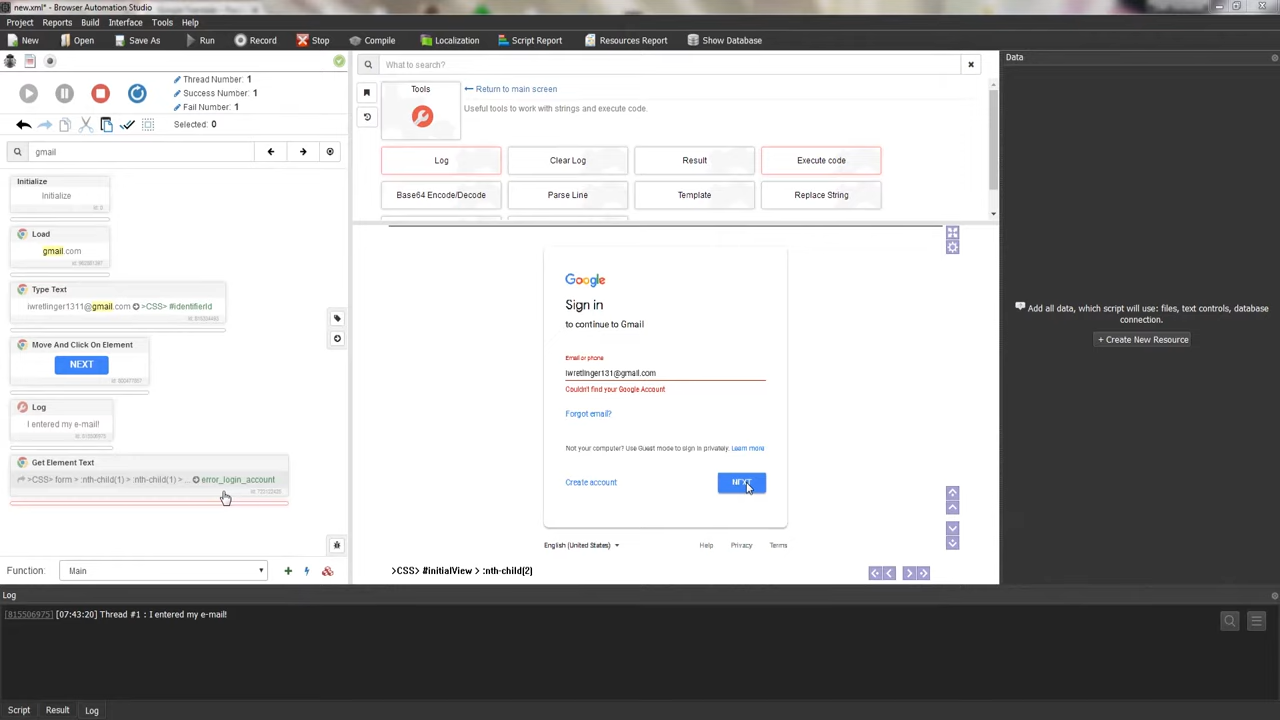 new.xml* - Browser Automation Studio
Project Reports Build Interface Tools Help
New Open Save As Run Record Stop Compile Localization Script Report Resources Report Show Database
Thread Number: 1
Success Number: 1
Fail Number: 1
Selected: 0
gmail
Initialize
Initialize
Load
gmail.com
Type Text
iwretlinger1311@gmail.com >CSS> #identifierId
Move And Click On Element
NEXT
Log
I entered my e-mail!
Get Element Text
>CSS> form > :nth-child(1) > :nth-child(1) > ... error_login_account
Function: Main
What to search?
Tools
Return to main screen
Useful tools to work with strings and execute code.
Log Clear Log Result Execute code
Base64 Encode/Decode Parse Line Template Replace String
Google
Sign in
to continue to Gmail
Email or phone
iwretlinger131@gmail.com
Couldn't find your Google Account
Forgot email?
Not your computer? Use Guest mode to sign in privately. Learn more
Create account
NEXT
English (United States) Help Privacy Terms
>CSS> #initialView > :nth-child(2)
Data
Add all data, which script will use: files, text controls, database
connection.
+ Create New Resource
Log
[815506975] [07:43:20] Thread #1 : I entered my e-mail!
Script Result Log